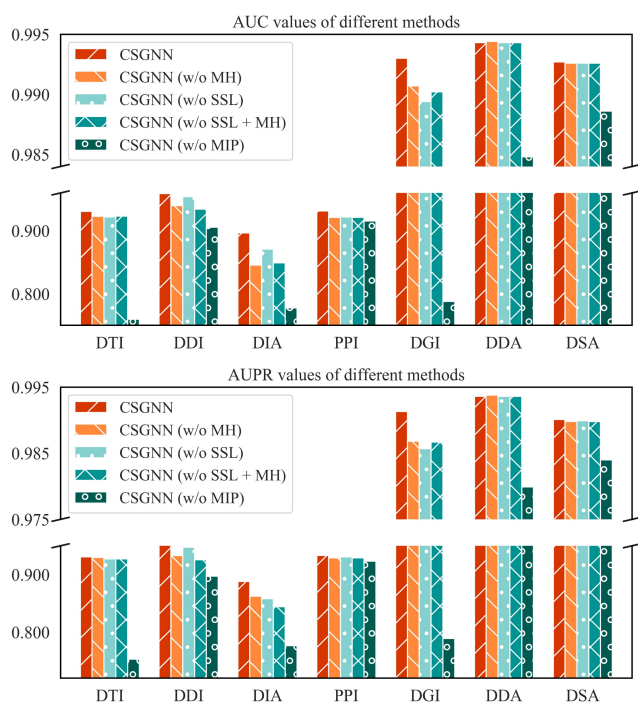 AUC values of different methods
0.995
0.990
0.985
0.900
0.800
CSGNN
CSGNN (w/o MH)
CSGNN (w/o SSL)
CSGNN (w/o SSL + MH)
CSGNN (w/o MIP)
DTI DDI DIA PPI DGI DDA DSA
AUPR values of different methods
0.995
0.985
0.975
0.900
0.800
CSGNN
CSGNN (w/o MH)
CSGNN (w/o SSL)
CSGNN (w/o SSL + MH)
CSGNN (w/o MIP)
DTI DDI DIA PPI DGI DDA DSA